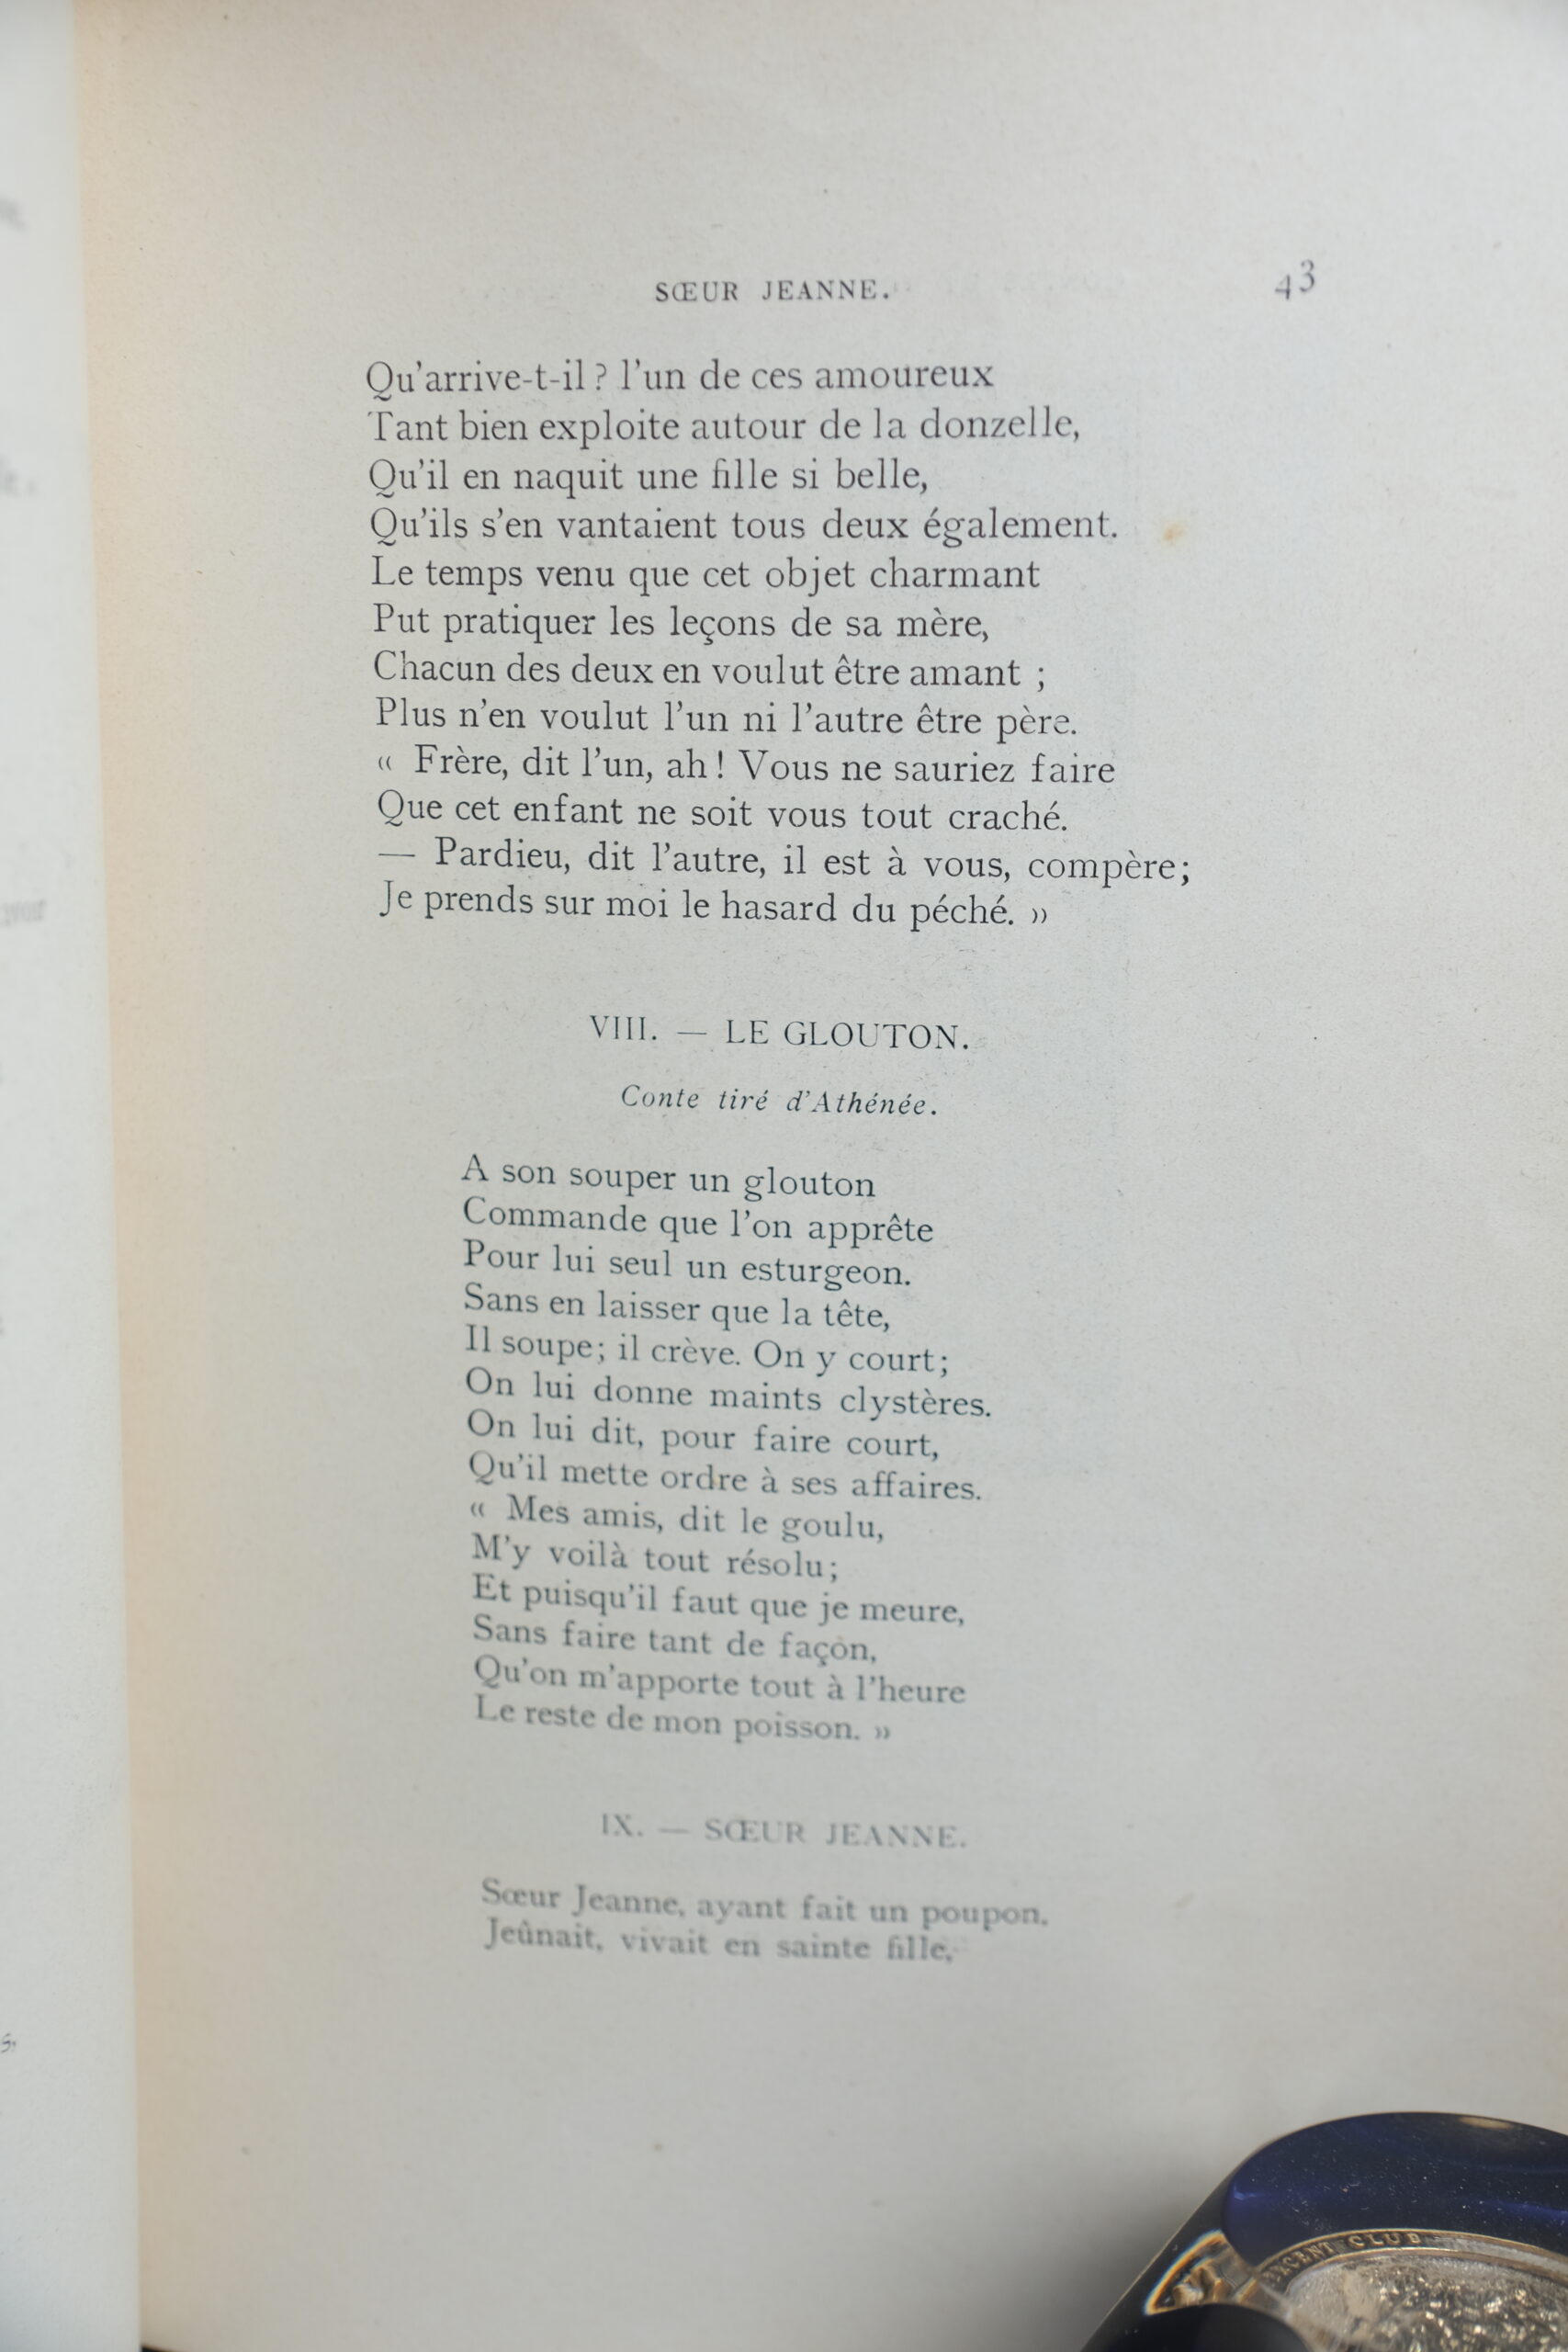 SŒUR JEANNE. 43
Qu'arrive-t-il ? l'un de ces amoureux
Tant bien exploite autour de la donzelle,
Qu'il en naquit une fille si belle,
Qu'ils s'en vantaient tous deux également.
Le temps venu que cet objet charmant
Put pratiquer les leçons de sa mère,
Chacun des deux en voulut être amant ;
Plus n'en voulut l'un ni l'autre être père.
« Frère, dit l'un, ah ! Vous ne sauriez faire
Que cet enfant ne soit vous tout craché.
— Pardieu, dit l'autre, il est à vous, compère;
Je prends sur moi le hasard du péché. »
VIII. — LE GLOUTON.
Conte tiré d'Athénée.
A son souper un glouton
Commande que l'on apprête
Pour lui seul un esturgeon.
Sans en laisser que la tête,
Il soupe; il crève. On y court;
On lui donne maints clystères.
On lui dit, pour faire court,
Qu'il mette ordre à ses affaires.
« Mes amis, dit le goulu,
M'y voilà tout résolu;
Et puisqu'il faut que je meure,
Sans faire tant de façon,
Qu'on m'apporte tout à l'heure
Le reste de mon poisson. »
IX. — SŒUR JEANNE.
Sœur Jeanne, ayant fait un poupon,
Jeûnait, vivait en sainte fille,
CLUB